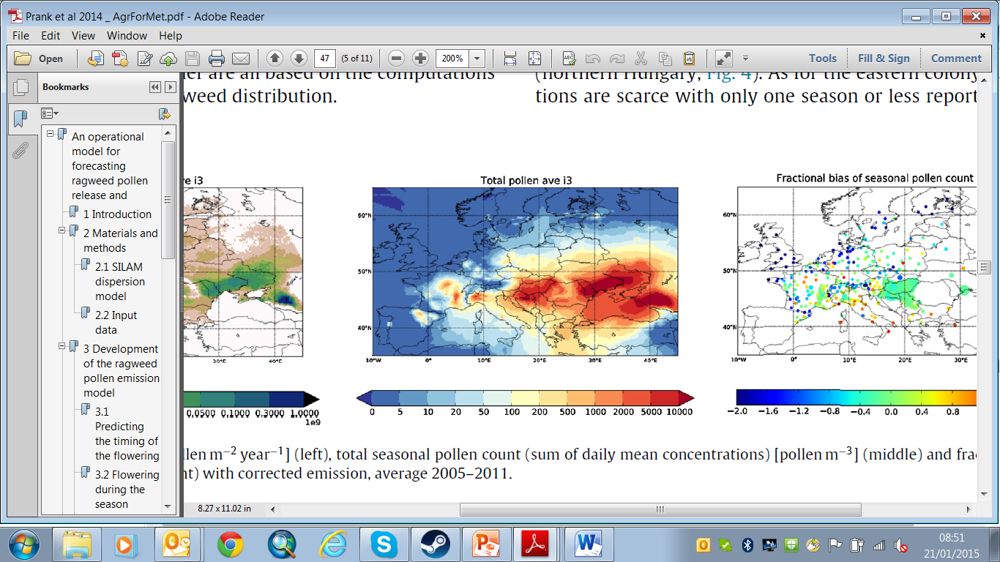 Prank et al 2014 _ AgrForMet.pdf - Adobe Reader
File Edit View Window Help
Open 47 (5 of 11) 200% Tools Fill & Sign Comment
Bookmarks
An operational
model for
forecasting
ragweed pollen
release and
1 Introduction
2 Materials and
methods
2.1 SILAM
dispersion
model
2.2 Input
data
3 Development
of the ragweed
pollen emission
model
3.1
Predicting
the timing of
the flowering
3.2 Flowering
during the
season
are all based on the computations
weed distribution.
(northern Hungary, Fig. 4). As for the eastern colony
tions are scarce with only one season or less report
ve i3
30°E 40°E
0.0500 0.1000 0.3000 1.0000
1e9
Total pollen ave i3
60°N
50°N
40°N
10°W 0° 10°E 20°E 30°E 40°E
0 5 10 20 50 100 200 500 1000 2000 5000 10000
Fractional bias of seasonal pollen count
60°N
50°N
40°N
10°W 0° 10°E 20°E 30°E
−2.0 −1.6 −1.2 −0.8 −0.4 0.0 0.4 0.8
llen m−2 year−1] (left), total seasonal pollen count (sum of daily mean concentrations) [pollen m−3] (middle) and fra
nt) with corrected emission, average 2005–2011.
8.27 x 11.02 in
08:51
21/01/2015